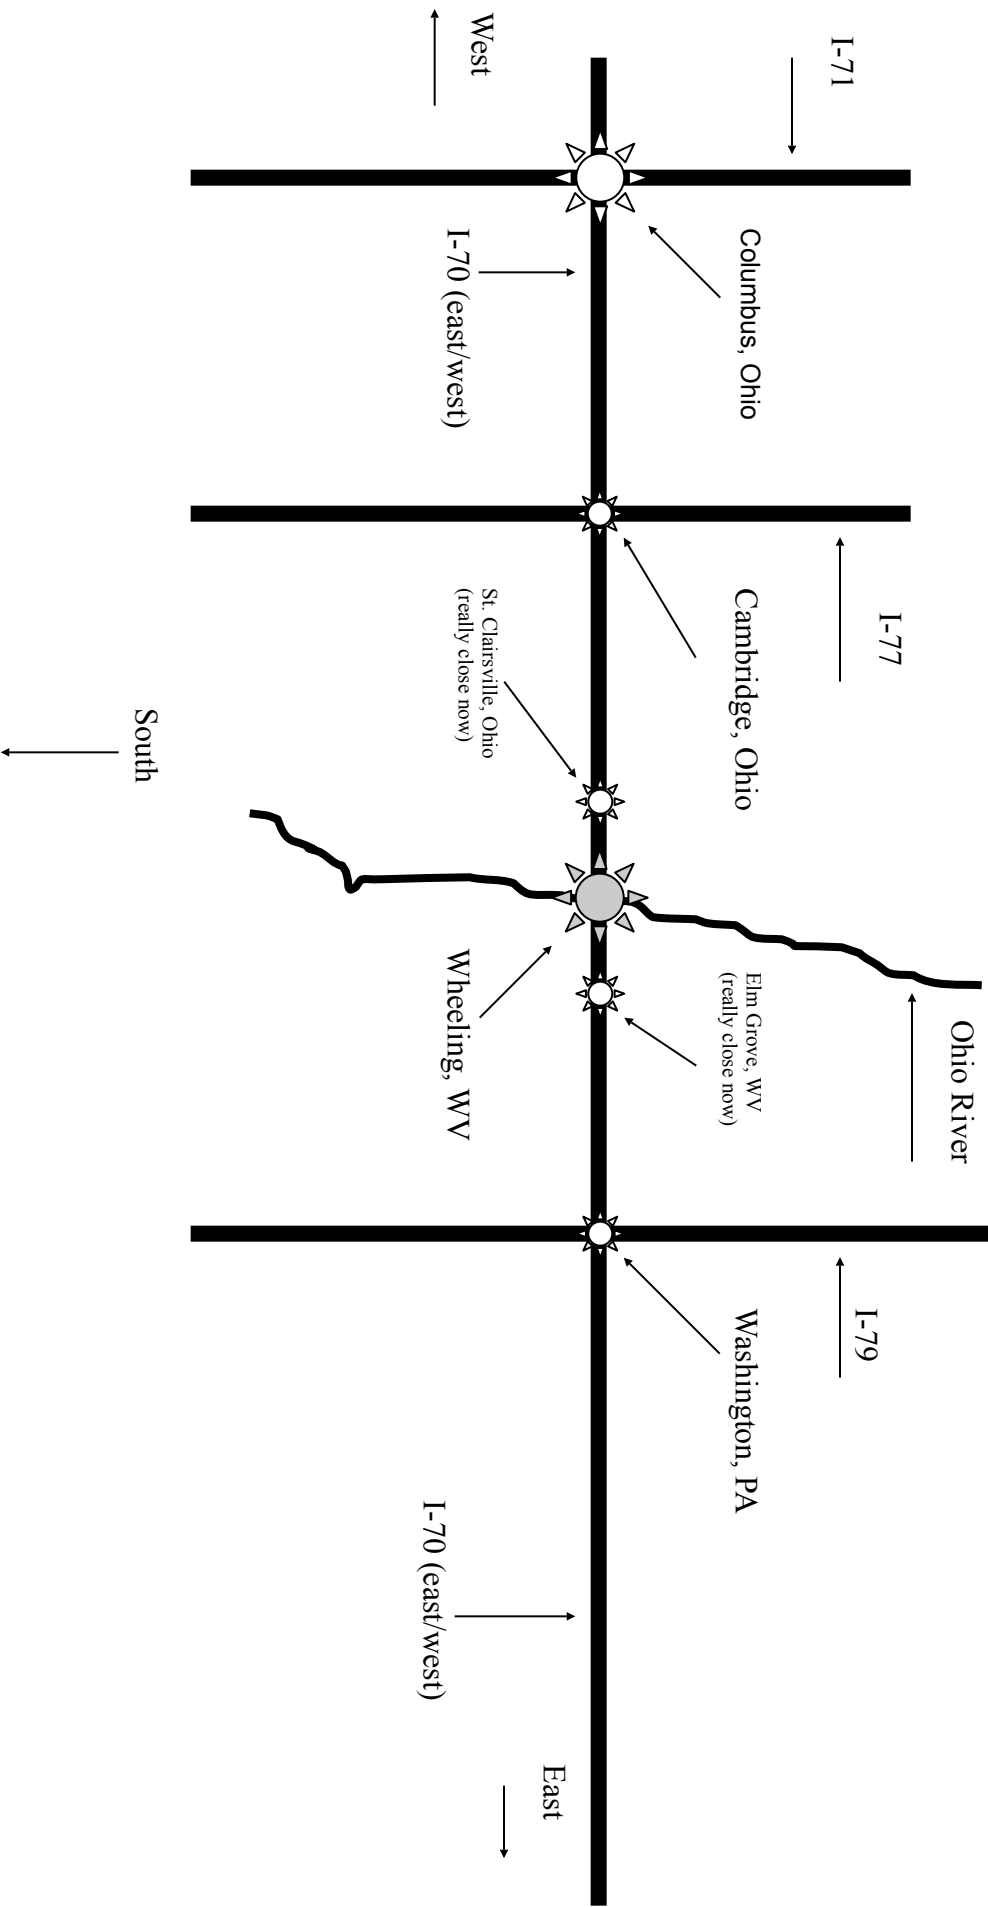 I-71
Columbus, Ohio
I-77
Cambridge, Ohio
Ohio River
Elm Grove, WV
(really close now)
I-79
Washington, PA
West
I-70 (east/west)
St. Clairsville, Ohio
(really close now)
Wheeling, WV
I-70 (east/west)
East
South